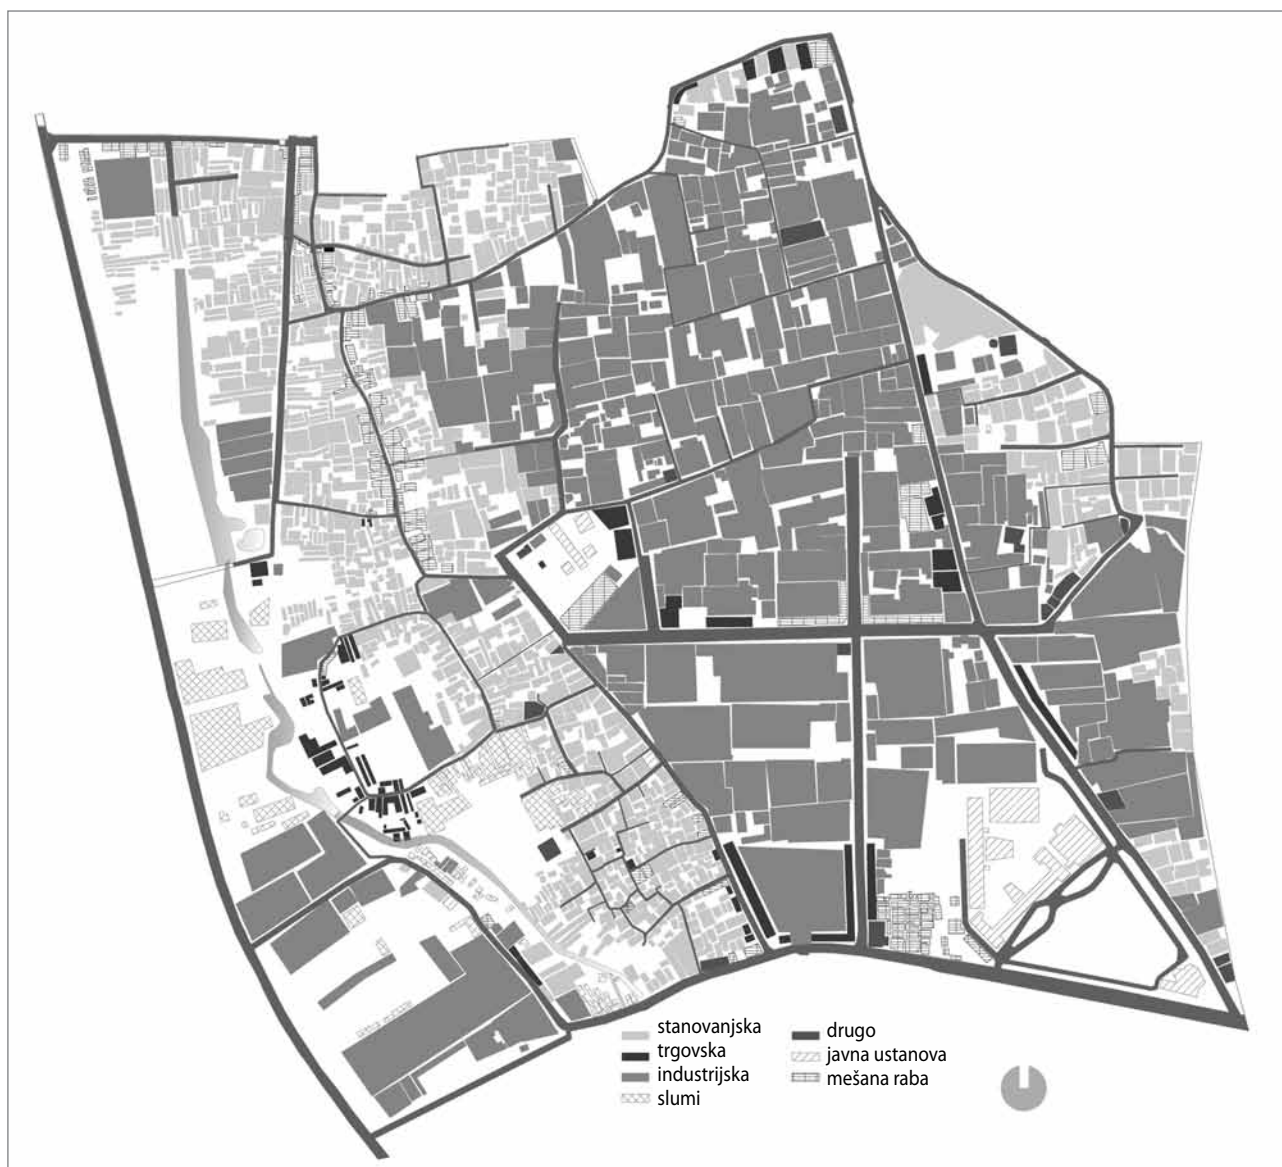 stanovanjska
trgovska
industrijska
slumi
drugo
javna ustanova
mešana raba